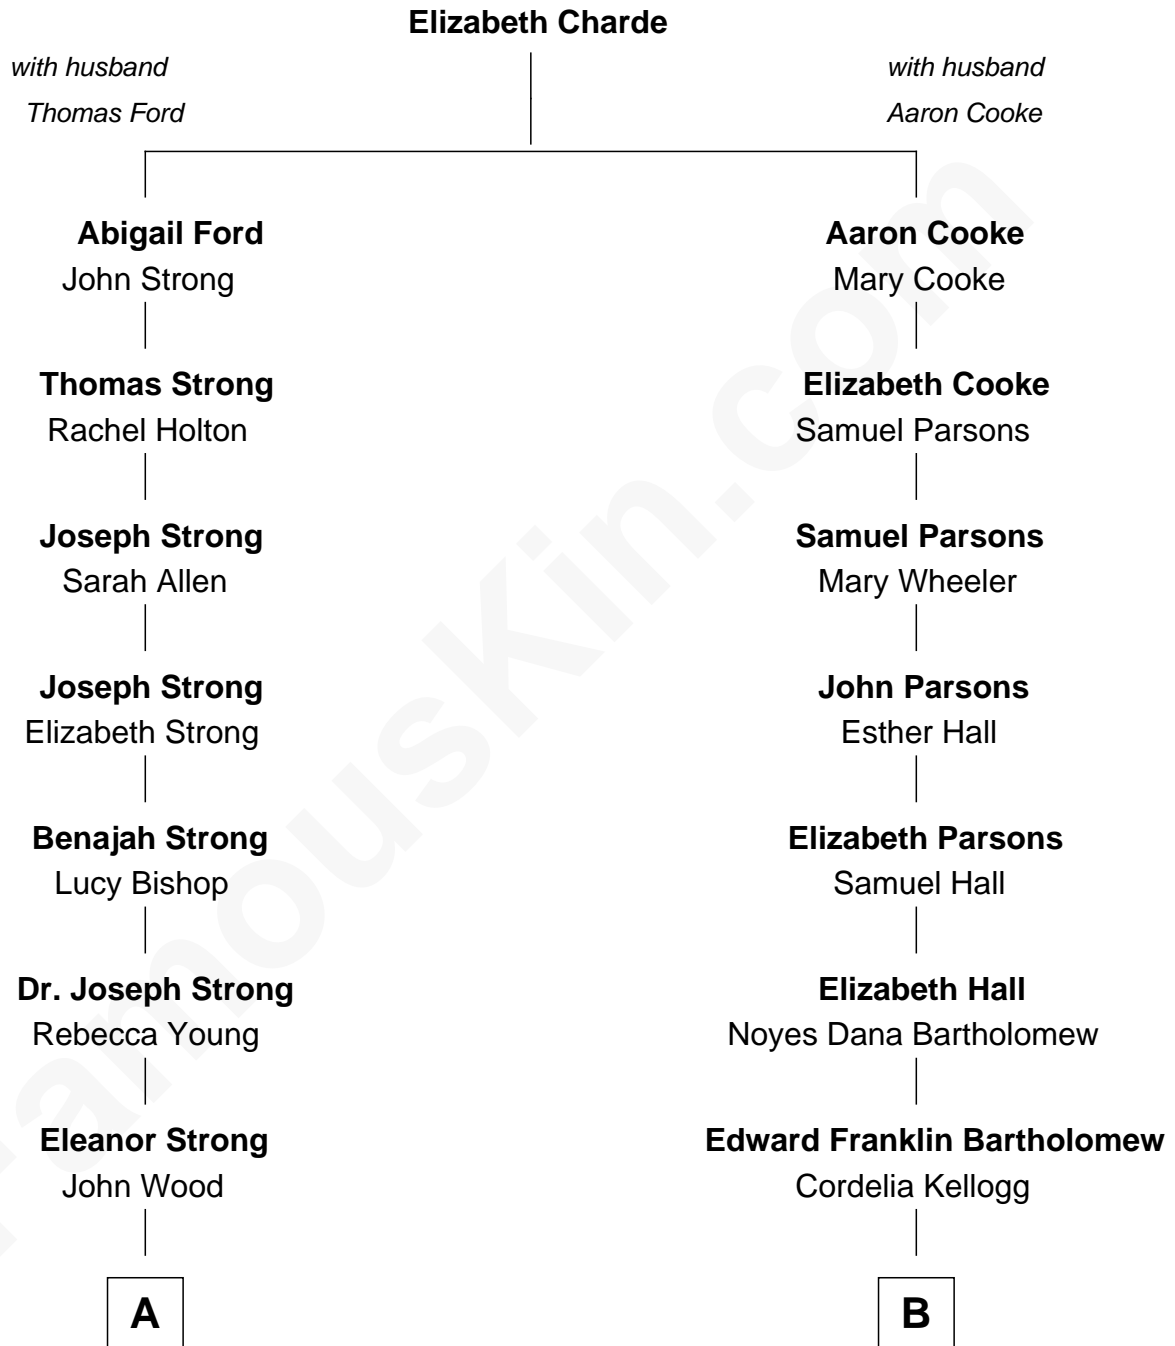 Elizabeth Charde
with husband
Thomas Ford
with husband
Aaron Cooke
Abigail Ford
John Strong
Aaron Cooke
Mary Cooke
Thomas Strong
Rachel Holton
Elizabeth Cooke
Samuel Parsons
Joseph Strong
Sarah Allen
Samuel Parsons
Mary Wheeler
Joseph Strong
Elizabeth Strong
John Parsons
Esther Hall
Benajah Strong
Lucy Bishop
Elizabeth Parsons
Samuel Hall
Dr. Joseph Strong
Rebecca Young
Elizabeth Hall
Noyes Dana Bartholomew
Eleanor Strong
John Wood
Edward Franklin Bartholomew
Cordelia Kellogg
A
B
FamousKin.com